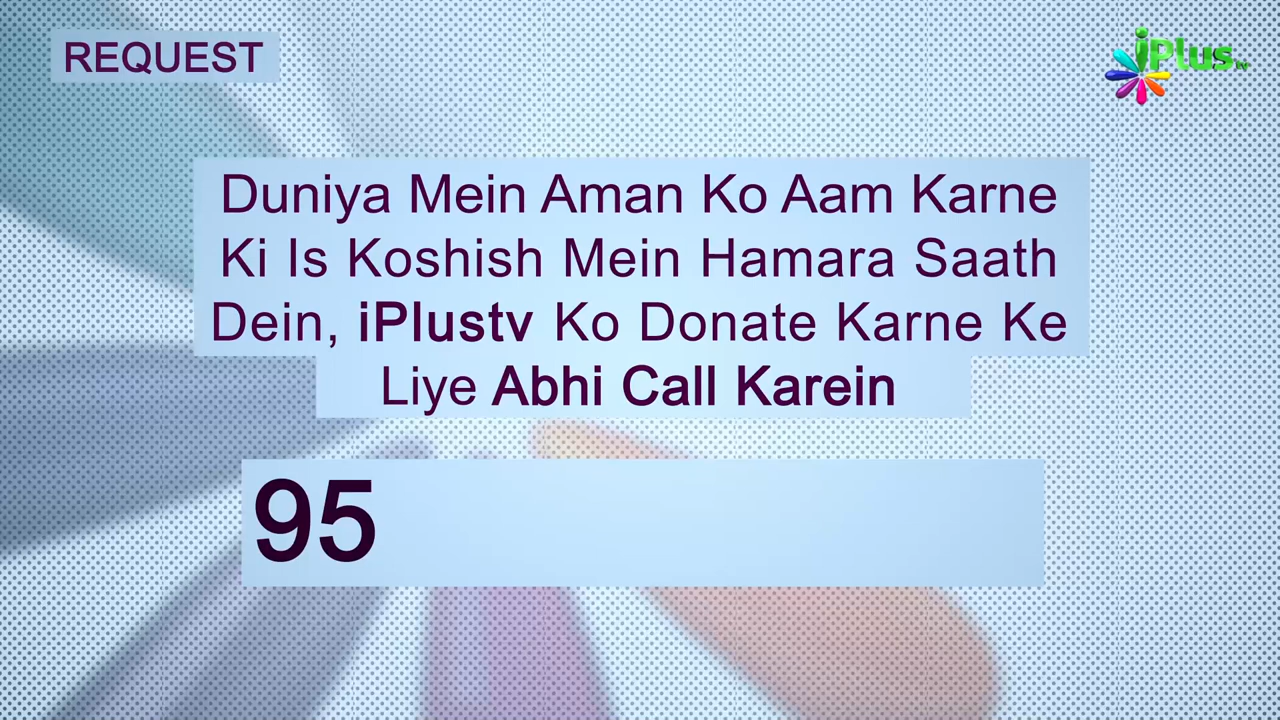 REQUEST
iPlus tv
Duniya Mein Aman Ko Aam Karne
Ki Is Koshish Mein Hamara Saath
Dein, iPlustv Ko Donate Karne Ke
Liye Abhi Call Karein
95